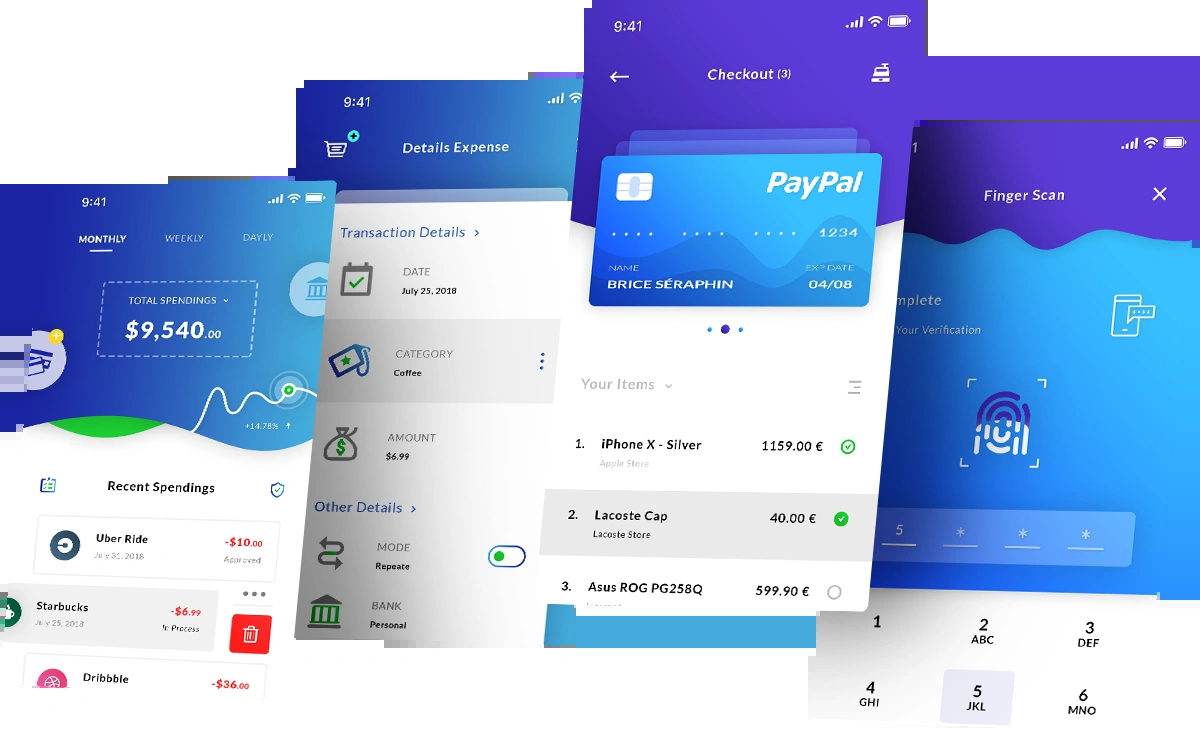 9:41
MONTHLY
WEEKLY
DAYLY
TOTAL SPENDINGS
$9,540.00
+14.78%
Recent Spendings
Uber Ride
July 31, 2018
-$10.00
Approved
Starbucks
July 25, 2018
-$6.99
In Process
Dribbble
-$36.00
9:41
Details Expense
Transaction Details >
DATE
July 25, 2018
CATEGORY
Coffee
AMOUNT
$6.99
Other Details >
MODE
Repeate
BANK
Personal
9:41
Checkout (3)
PayPal
1234
NAME
EXP DATE
BRICE SÉRAPHIN
04/08
Your Items
1. iPhone X - Silver 1159.00 €
Apple Store
2. Lacoste Cap 40.00 €
Lacoste Store
3. Asus ROG PG258Q 599.90 €
1
Finger Scan
mplete
Your Verification
5 * * *
1 2 3
ABC DEF
4 5 6
GHI JKL MNO